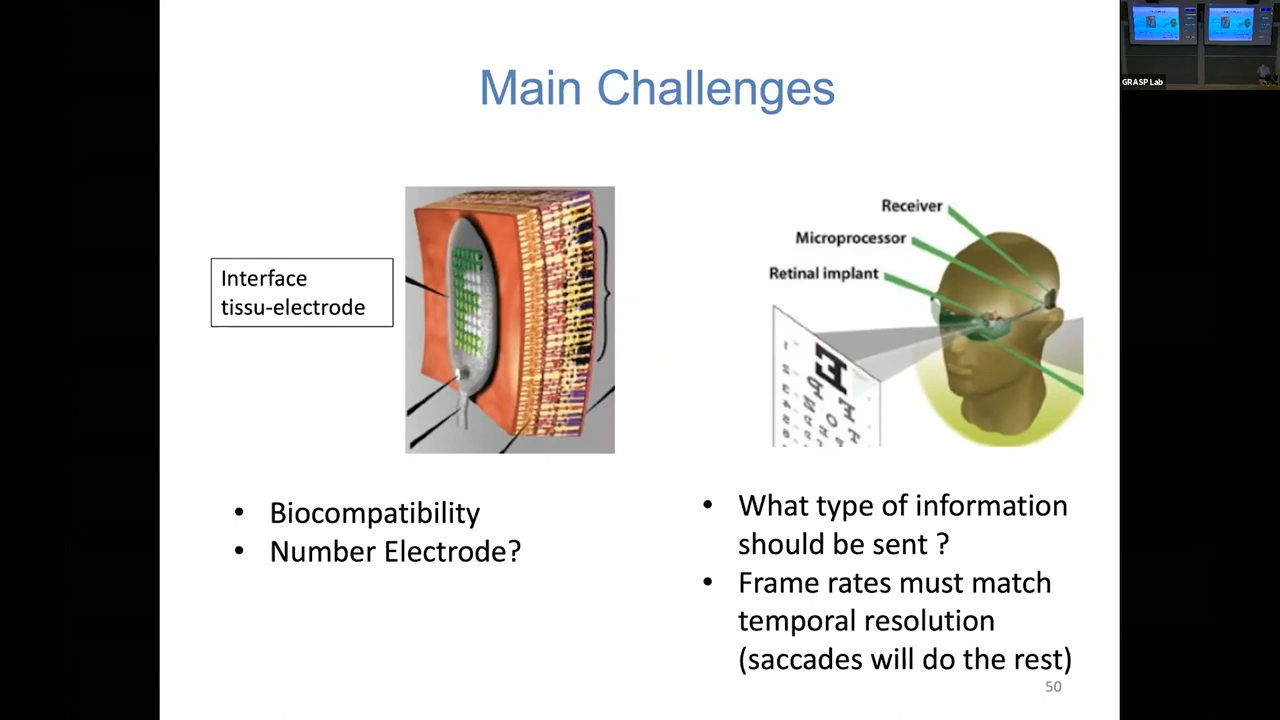 Main Challenges
GRASP Lab
Interface
tissu-electrode
Receiver
Microprocessor
Retinal implant
• Biocompatibility
• Number Electrode?
• What type of information
should be sent ?
• Frame rates must match
temporal resolution
(saccades will do the rest)
50